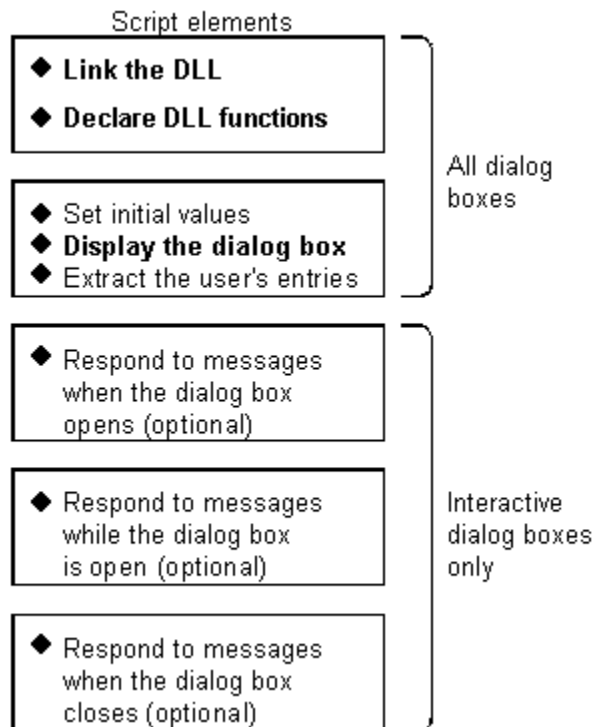 Script elements
◆ Link the DLL
◆ Declare DLL functions
◆ Set initial values
◆ Display the dialog box
◆ Extract the user's entries
All dialog
boxes
◆ Respond to messages
when the dialog box
opens (optional)
◆ Respond to messages
while the dialog box
is open (optional)
◆ Respond to messages
when the dialog box
closes (optional)
Interactive
dialog boxes
only